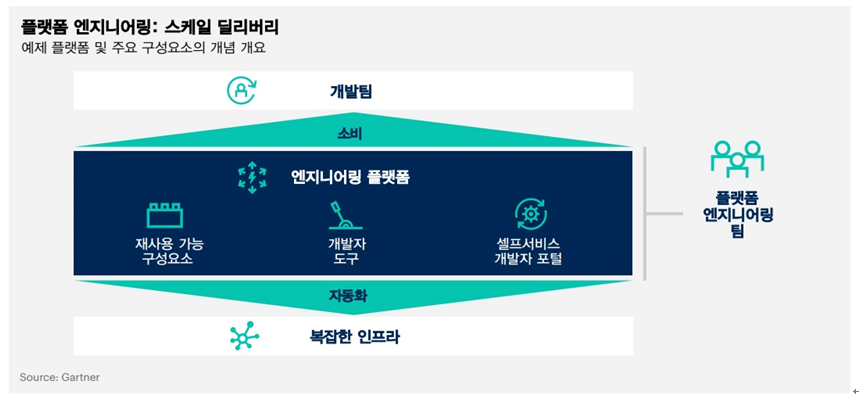 플랫폼 엔지니어링: 스케일 딜리버리
예제 플랫폼 및 주요 구성요소의 개념 개요
개발팀
소비
엔지니어링 플랫폼
재사용 가능
구성요소
개발자
도구
셀프서비스
개발자 포털
플랫폼
엔지니어링
팀
자동화
복잡한 인프라
Source: Gartner